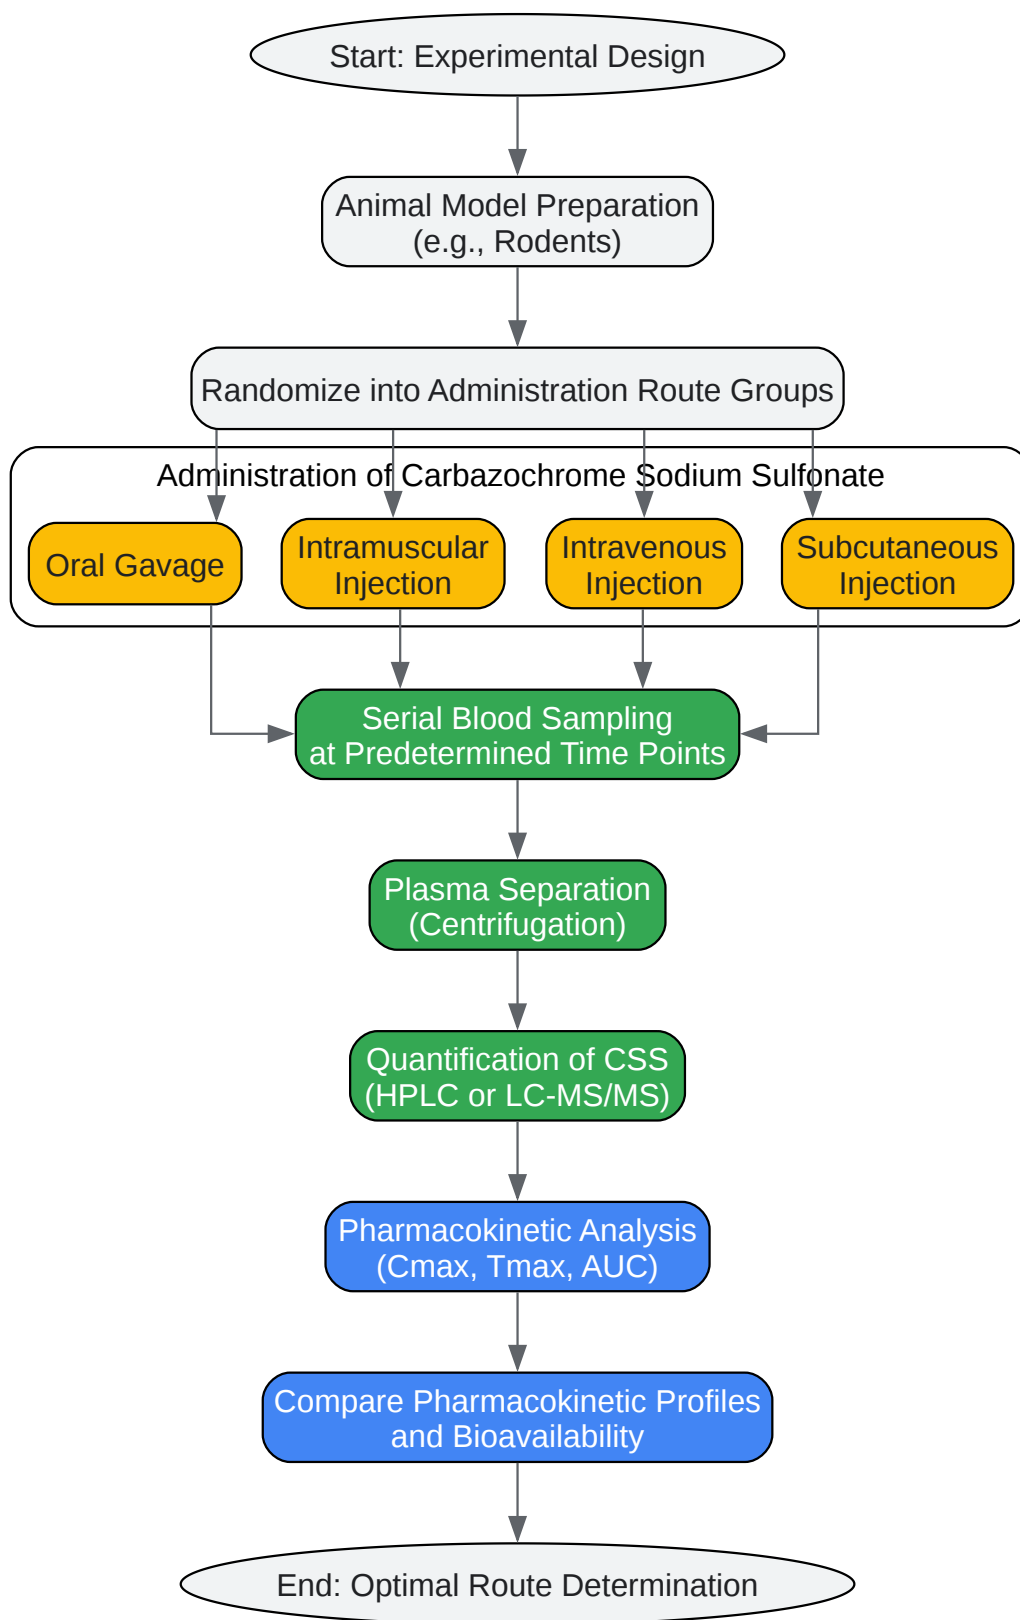 Start: Experimental Design
Animal Model Preparation
(e.g., Rodents)
Randomize into Administration Route Groups
Administration of Carbazochrome Sodium Sulfonate
Oral Gavage
Intramuscular
Injection
Intravenous
Injection
Subcutaneous
Injection
Serial Blood Sampling
at Predetermined Time Points
Plasma Separation
(Centrifugation)
Quantification of CSS
(HPLC or LC-MS/MS)
Pharmacokinetic Analysis
(Cmax, Tmax, AUC)
Compare Pharmacokinetic Profiles
and Bioavailability
End: Optimal Route Determination